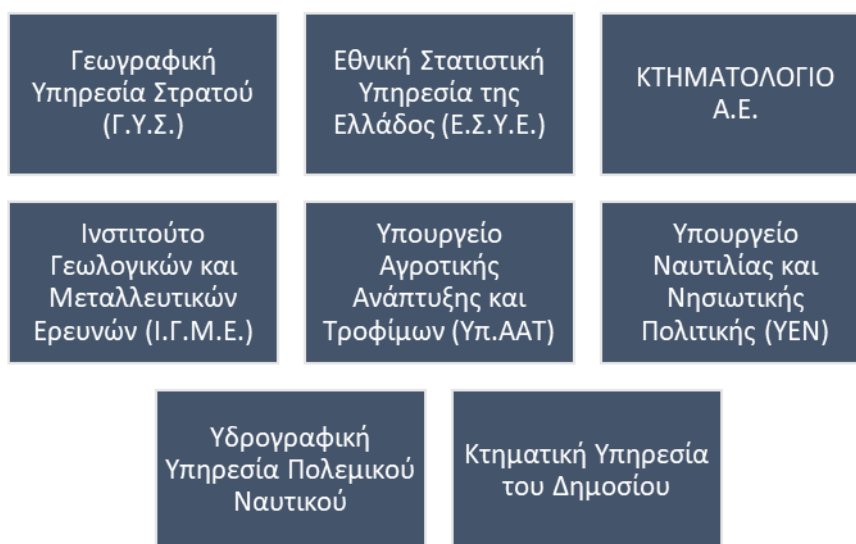 Γεωγραφική
Υπηρεσία Στρατού
(Γ.Υ.Σ.)
Εθνική Στατιστική
Υπηρεσία της
Ελλάδος (Ε.Σ.Υ.Ε.)
ΚΤΗΜΑΤΟΛΟΓΙΟ
Α.Ε.
Ινστιτούτο
Γεωλογικών και
Μεταλλευτικών
Ερευνών (Ι.Γ.Μ.Ε.)
Υπουργείο
Αγροτικής
Ανάπτυξης και
Τροφίμων (Υπ.ΑΑΤ)
Υπουργείο
Ναυτιλίας και
Νησιωτικής
Πολιτικής (ΥΕΝ)
Υδρογραφική
Υπηρεσία Πολεμικού
Ναυτικού
Κτηματική Υπηρεσία
του Δημοσίου